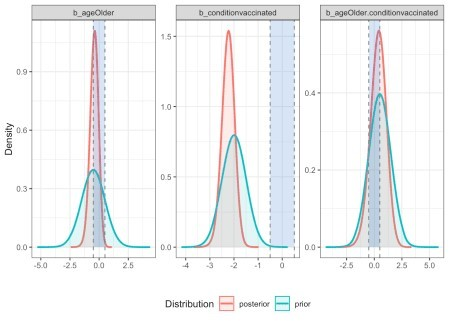 b_ageOlder b_conditionvaccinated b_ageOlder.conditionvaccinated
Density
0.9
0.6
0.3
0.0
1.5
1.0
0.5
0.0
0.4
0.2
0.0
-5.0 -2.5 0.0 2.5
-4 -3 -2 -1 0
-2.5 0.0 2.5 5.0
Distribution posterior prior